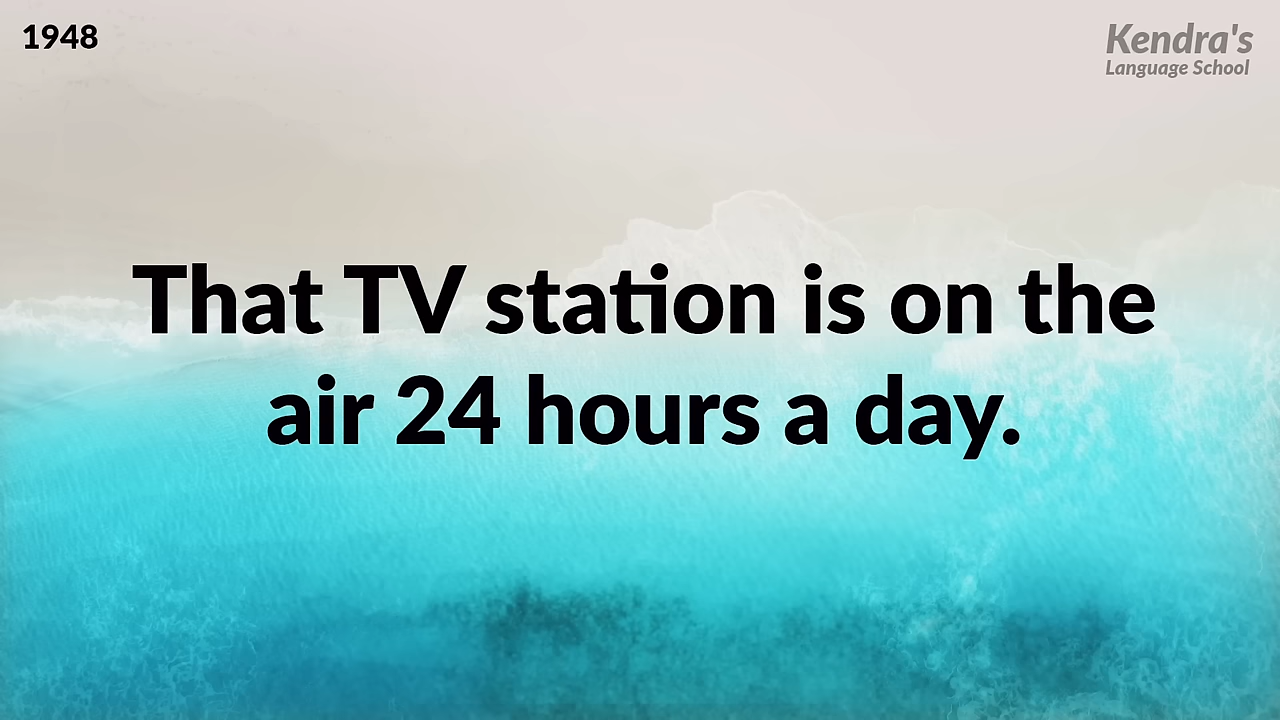 1948
Kendra's
Language School
That TV station is on the
air 24 hours a day.